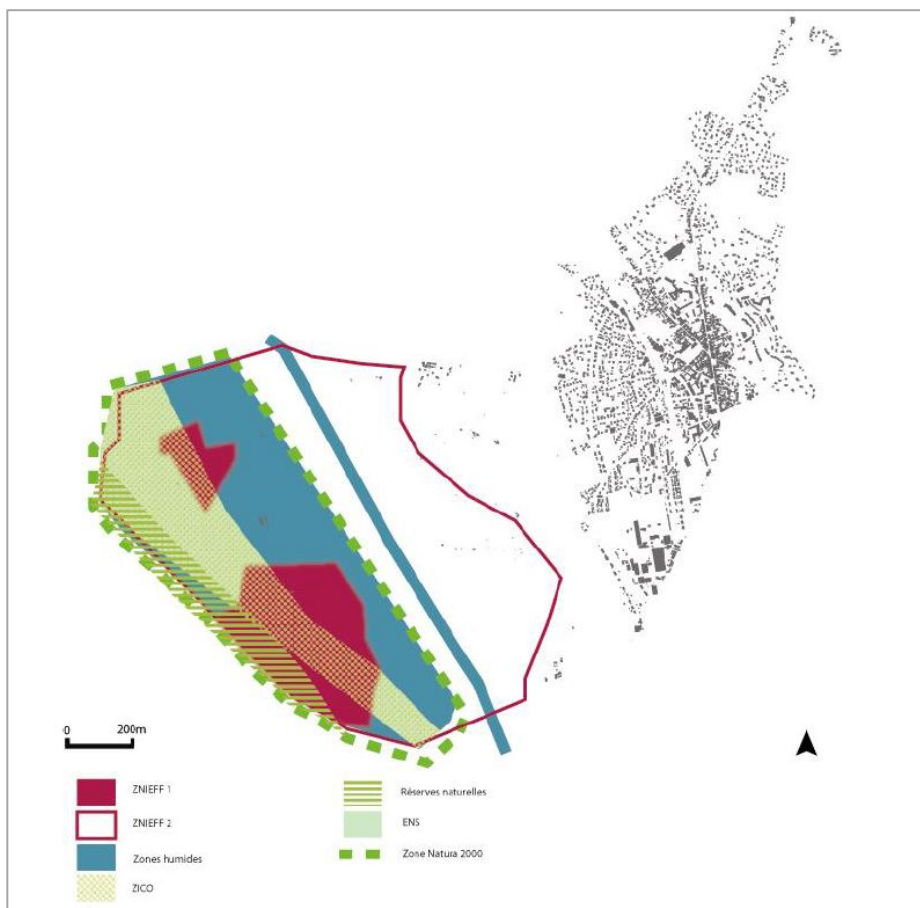 0 200m
ZNIEFF 1
ZNIEFF 2
Zones humides
ZICO
Réserves naturelles
ENS
Zone Natura 2000